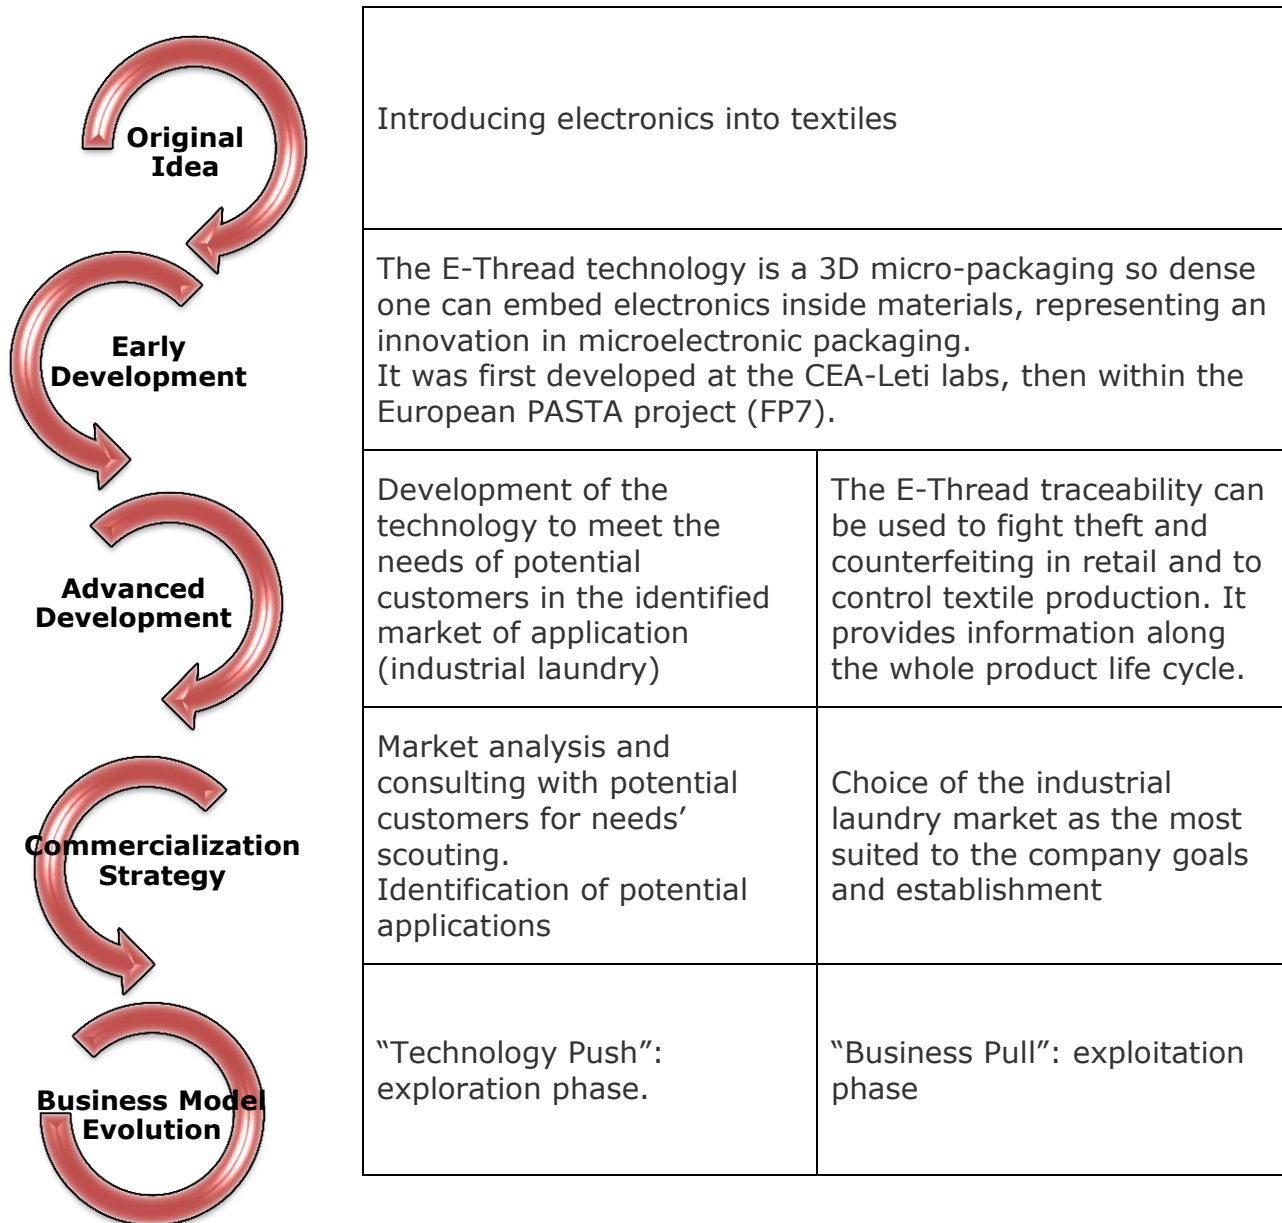 Original
Idea
Introducing electronics into textiles
Early
Development
The E-Thread technology is a 3D micro-packaging so dense
one can embed electronics inside materials, representing an
innovation in microelectronic packaging.
It was first developed at the CEA-Leti labs, then within the
European PASTA project (FP7).
Advanced
Development
Development of the
technology to meet the
needs of potential
customers in the identified
market of application
(industrial laundry)
The E-Thread traceability can
be used to fight theft and
counterfeiting in retail and to
control textile production. It
provides information along
the whole product life cycle.
Commercialization
Strategy
Market analysis and
consulting with potential
customers for needs’
scouting.
Identification of potential
applications
Choice of the industrial
laundry market as the most
suited to the company goals
and establishment
Business Model
Evolution
“Technology Push”:
exploration phase.
“Business Pull”: exploitation
phase